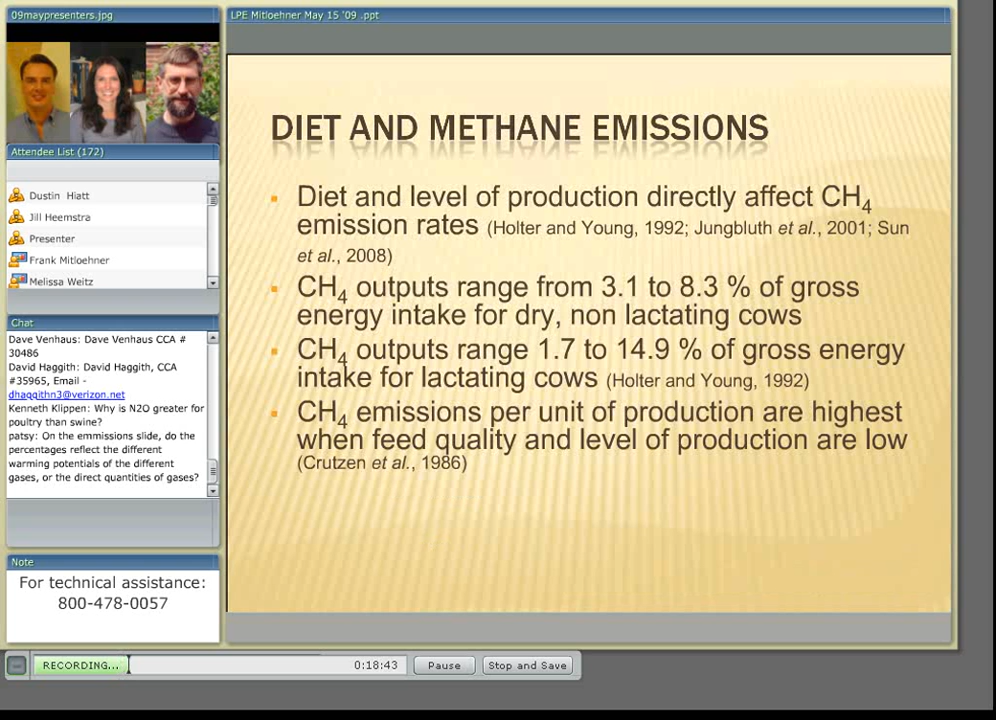 09maypresenters.jpg
LPE Mitloehner May 15 '09 .ppt
Attendee List (172)
Dustin Hiatt
Jill Heemstra
Presenter
Frank Mitloehner
Melissa Weitz
Chat
Dave Venhaus: Dave Venhaus CCA #
30486
David Haggith: David Haggith, CCA
#35965, Email -
dhaggithn3@verizon.net
Kenneth Klippen: Why is N2O greater for
poultry than swine?
patsy: On the emmissions slide, do the
percentages reflect the different
warming potentials of the different
gases, or the direct quantities of gases?
Note
For technical assistance:
800-478-0057
DIET AND METHANE EMISSIONS
Diet and level of production directly affect CH4
emission rates (Holter and Young, 1992; Jungbluth et al., 2001; Sun
et al., 2008)
CH4 outputs range from 3.1 to 8.3 % of gross
energy intake for dry, non lactating cows
CH4 outputs range 1.7 to 14.9 % of gross energy
intake for lactating cows (Holter and Young, 1992)
CH4 emissions per unit of production are highest
when feed quality and level of production are low
(Crutzen et al., 1986)
RECORDING...
0:18:43
Pause
Stop and Save